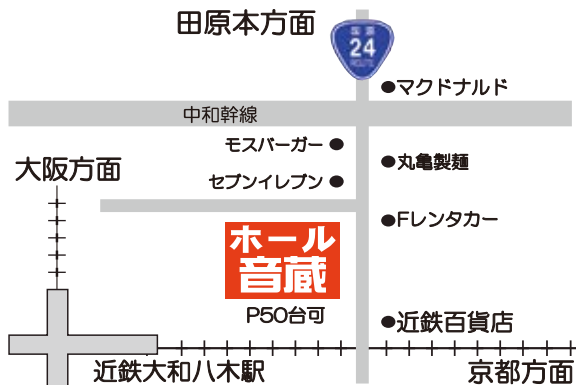 田原本方面
国道
24
ROUTE
マクドナルド
中和幹線
モスバーガー
丸亀製麺
大阪方面
セブンイレブン
Fレンタカー
ホール
音蔵
P50台可
近鉄百貨店
近鉄大和八木駅
京都方面